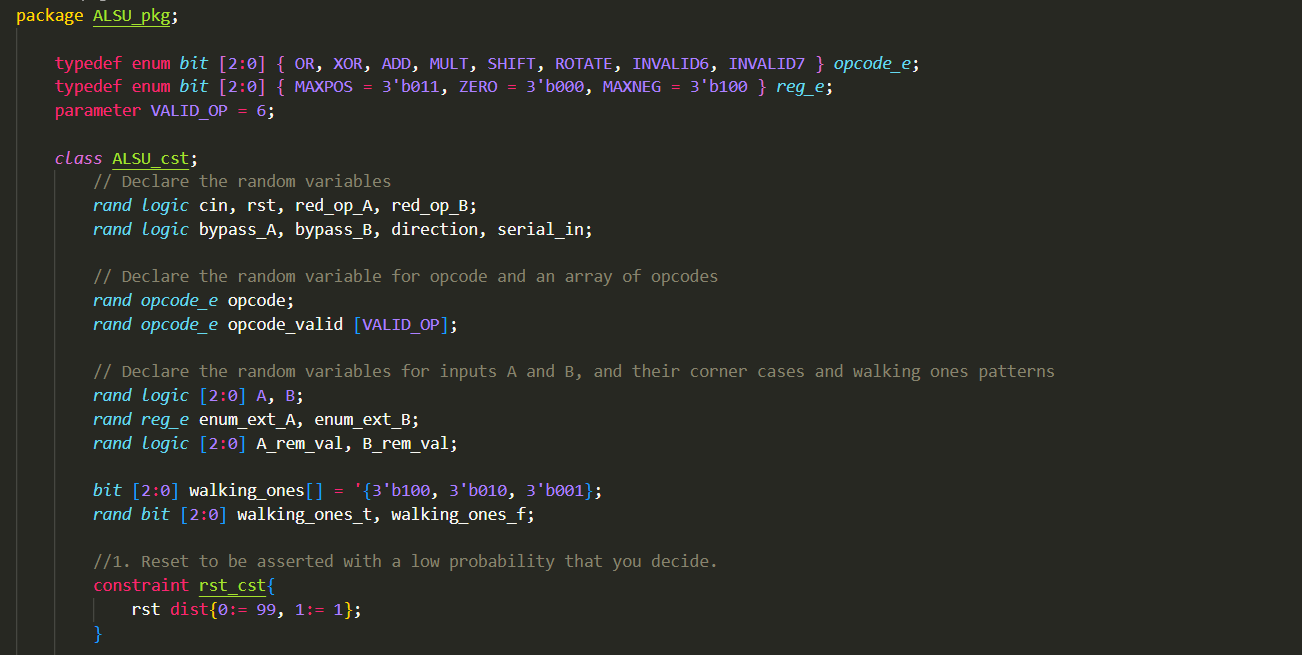 package ALSU_pkg;
typedef enum bit [2:0] { OR, XOR, ADD, MULT, SHIFT, ROTATE, INVALID6, INVALID7 } opcode_e;
typedef enum bit [2:0] { MAXPOS = 3'b011, ZERO = 3'b000, MAXNEG = 3'b100 } reg_e;
parameter VALID_OP = 6;
class ALSU_cst;
// Declare the random variables
rand logic cin, rst, red_op_A, red_op_B;
rand logic bypass_A, bypass_B, direction, serial_in;
// Declare the random variable for opcode and an array of opcodes
rand opcode_e opcode;
rand opcode_e opcode_valid [VALID_OP];
// Declare the random variables for inputs A and B, and their corner cases and walking ones patterns
rand logic [2:0] A, B;
rand reg_e enum_ext_A, enum_ext_B;
rand logic [2:0] A_rem_val, B_rem_val;
bit [2:0] walking_ones[] = '{3'b100, 3'b010, 3'b001};
rand bit [2:0] walking_ones_t, walking_ones_f;
//1. Reset to be asserted with a low probability that you decide.
constraint rst_cst{
rst dist{0:= 99, 1:= 1};
}